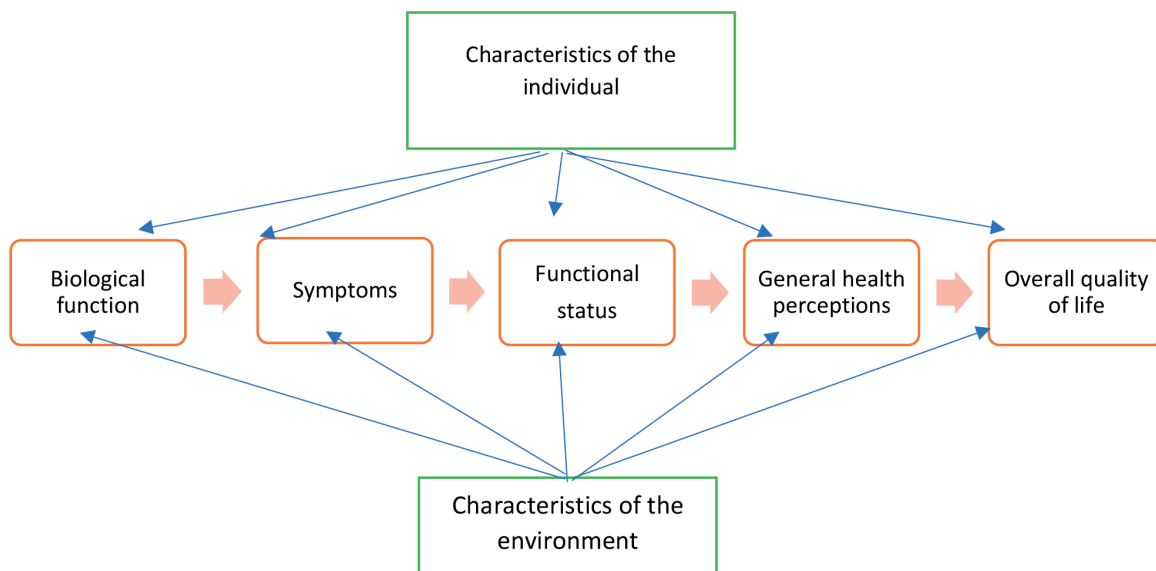 Characteristics of the
individual
Biological
function
Symptoms
Functional
status
General health
perceptions
Overall quality
of life
Characteristics of the
environment